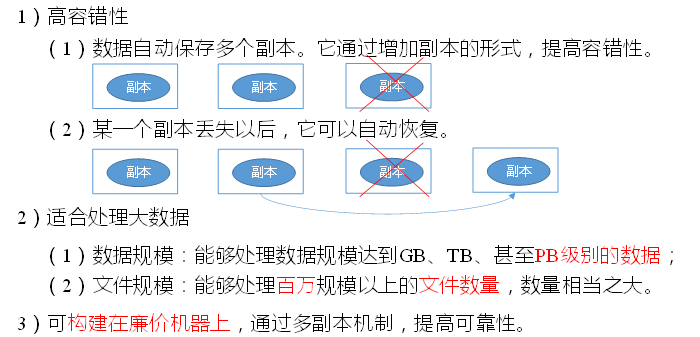 1）高容错性
（1）数据自动保存多个副本。它通过增加副本的形式，提高容错性。
副本 副本 副本
（2）某一个副本丢失以后，它可以自动恢复。
副本 副本 副本 副本
2）适合处理大数据
（1）数据规模：能够处理数据规模达到GB、TB、甚至PB级别的数据；
（2）文件规模：能够处理百万规模以上的文件数量，数量相当之大。
3）可构建在廉价机器上，通过多副本机制，提高可靠性。